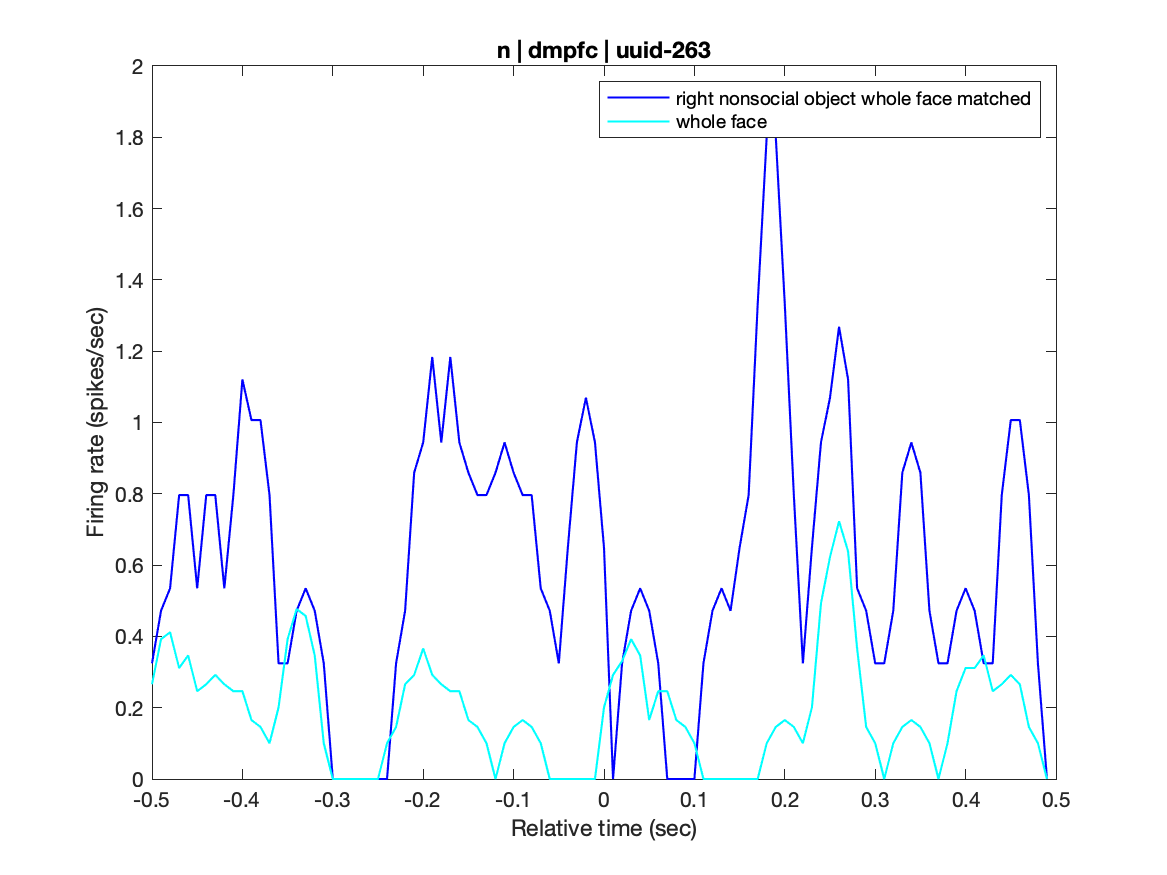 n | dmpfc | uuid-263
right nonsocial object whole face matched
whole face
Firing rate (spikes/sec)
2
1.8
1.6
1.4
1.2
1
0.8
0.6
0.4
0.2
0
-0.5 -0.4 -0.3 -0.2 -0.1 0 0.1 0.2 0.3 0.4 0.5
Relative time (sec)